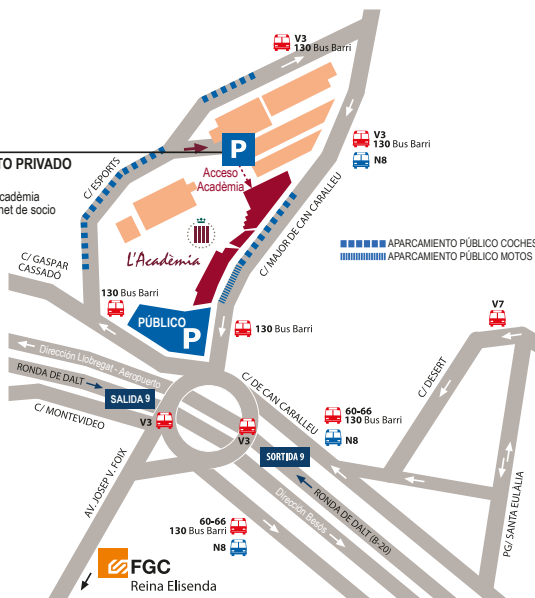 V3
130 Bus Barri
V3
130 Bus Barri
N8
TO PRIVADO
cadèmia
net de socio
C/ ESPORTS
P
Acceso
Acadèmia
L'Acadèmia
C/ MAJOR DE CAN CARALLEU
APARCAMIENTO PÚBLICO COCHES
APARCAMIENTO PÚBLICO MOTOS
C/ GASPAR
CASSADÓ
130 Bus Barri
PÚBLICO
P
130 Bus Barri
V7
Dirección Llobregat - Aeropuerto
RONDA DE DALT
SALIDA 9
C/ MONTEVIDEO
V3
V3
C/ DE CAN CARALLEU
60-66
130 Bus Barri
N8
C/ DESERT
SORTIDA 9
RONDA DE DALT (B-20)
Dirección Besós
PG/ SANTA EULÀLIA
AV. JOSEP V. FOIX
60-66
130 Bus Barri
N8
FGC
Reina Elisenda